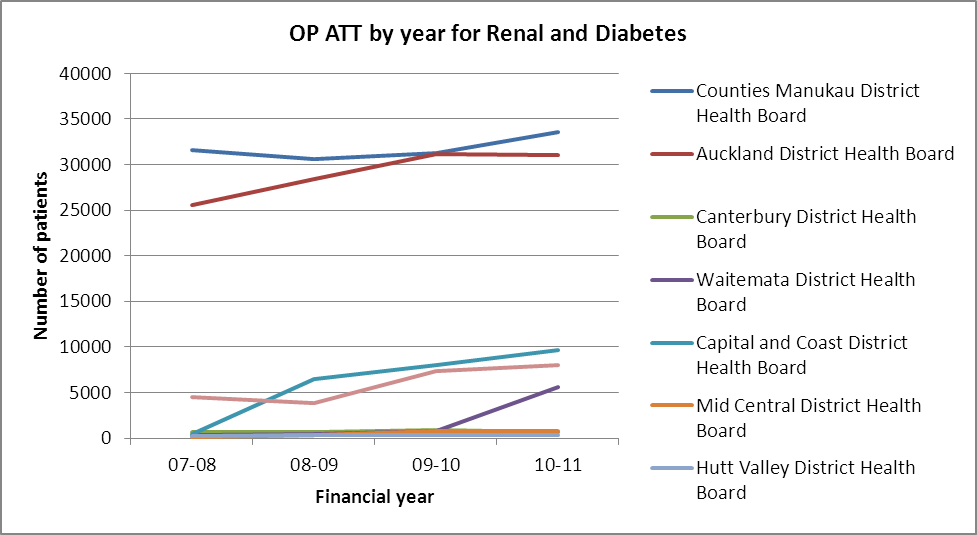 OP ATT by year for Renal and Diabetes
40000
35000
30000
25000
20000
15000
10000
5000
0
Number of patients
07-08
08-09
09-10
10-11
Financial year
Counties Manukau District
Health Board
Auckland District Health Board
Canterbury District Health
Board
Waitemata District Health
Board
Capital and Coast District
Health Board
Mid Central District Health
Board
Hutt Valley District Health
Board